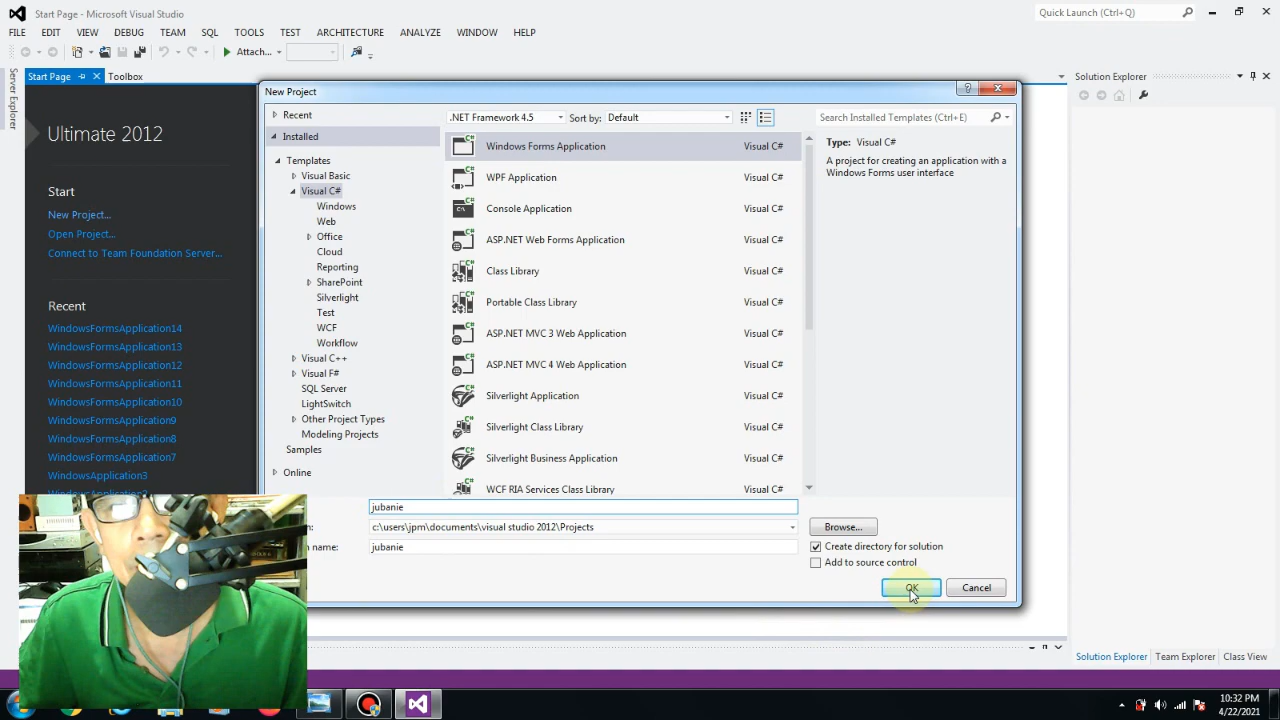 Start Page - Microsoft Visual Studio
Quick Launch (Ctrl+Q)
FILE EDIT VIEW DEBUG TEAM SQL TOOLS TEST ARCHITECTURE ANALYZE WINDOW HELP
Attach...
Server Explorer
Start Page Toolbox
Solution Explorer
Ultimate 2012
Start
New Project...
Open Project...
Connect to Team Foundation Server...
Recent
WindowsFormsApplication14
WindowsFormsApplication13
WindowsFormsApplication12
WindowsFormsApplication11
WindowsFormsApplication10
WindowsFormsApplication9
WindowsFormsApplication8
WindowsFormsApplication7
WindowsApplication3
New Project
Recent
Installed
Templates
Visual Basic
Visual C#
Windows
Web
Office
Cloud
Reporting
SharePoint
Silverlight
Test
WCF
Workflow
Visual C++
Visual F#
SQL Server
LightSwitch
Other Project Types
Modeling Projects
Samples
Online
.NET Framework 4.5 Sort by: Default
Search Installed Templates (Ctrl+E)
Windows Forms Application Visual C#
WPF Application Visual C#
Console Application Visual C#
ASP.NET Web Forms Application Visual C#
Class Library Visual C#
Portable Class Library Visual C#
ASP.NET MVC 3 Web Application Visual C#
ASP.NET MVC 4 Web Application Visual C#
Silverlight Application Visual C#
Silverlight Class Library Visual C#
Silverlight Business Application Visual C#
WCF RIA Services Class Library Visual C#
Type: Visual C#
A project for creating an application with a
Windows Forms user interface
jubanie
c:\users\jpm\documents\visual studio 2012\Projects
Browse...
name: jubanie
Create directory for solution
Add to source control
OK Cancel
Solution Explorer Team Explorer Class View
10:32 PM
4/22/2021